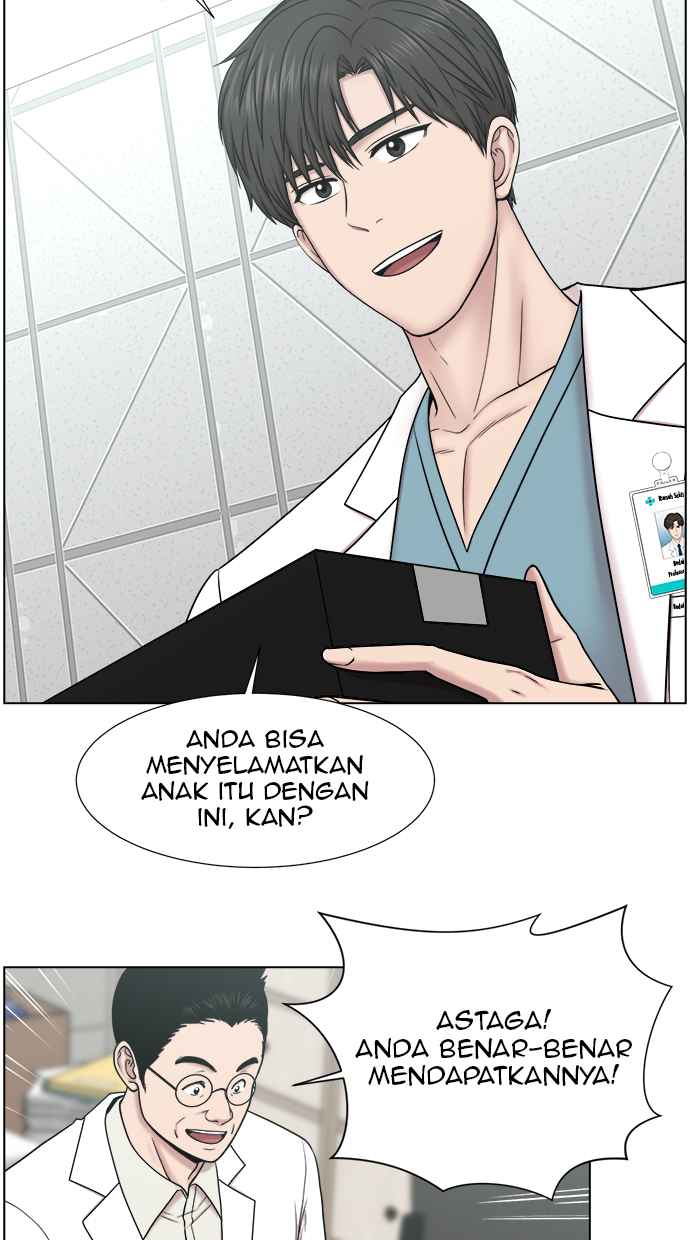 ANDA BISA
MENYELAMATKAN
ANAK ITU DENGAN
INI, KAN?
ASTAGA!
ANDA BENAR-BENAR
MENDAPATKANNYA!